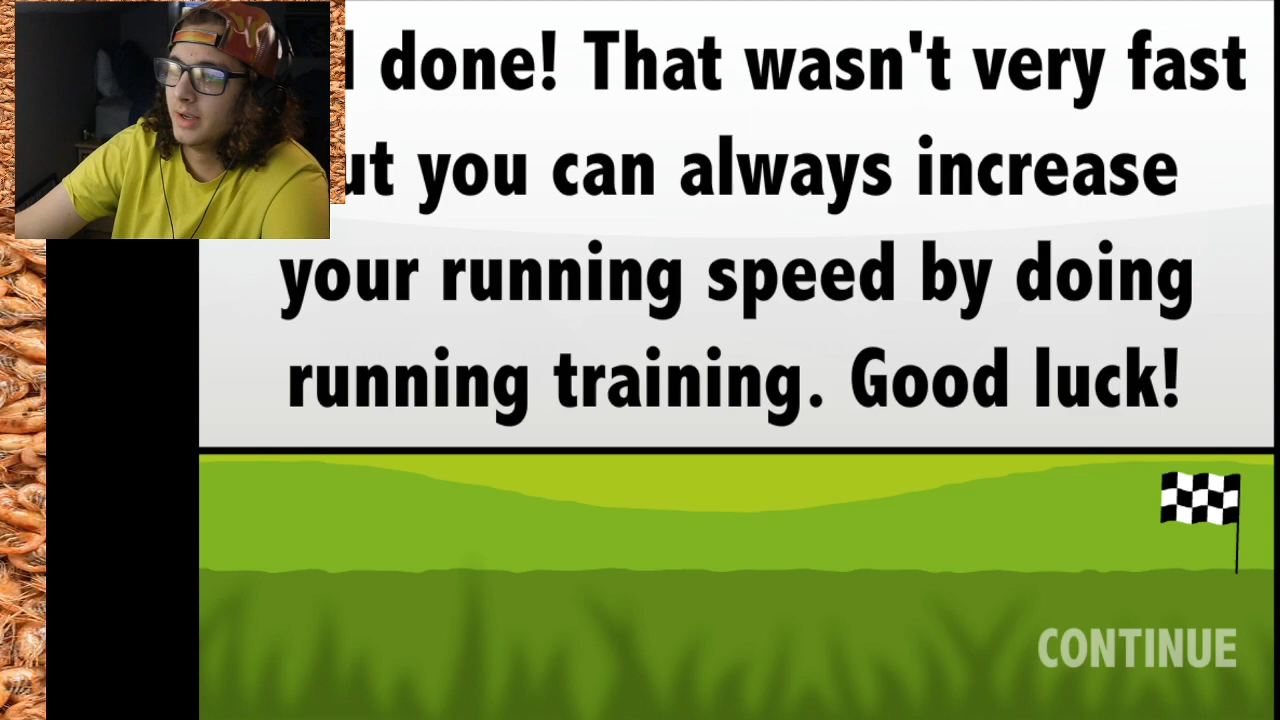 done! That wasn't very fast
you can always increase
your running speed by doing
running training. Good luck!
CONTINUE